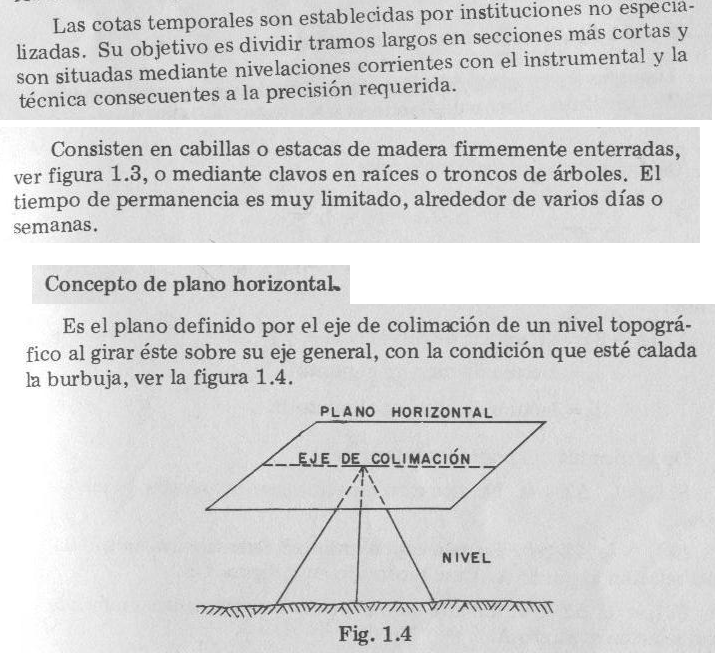 Las cotas temporales son establecidas por instituciones no especia-
lizadas. Su objetivo es dividir tramos largos en secciones más cortas y
son situadas mediante nivelaciones corrientes con el instrumental y la
técnica consecuentes a la precisión requerida.
Consisten en cabillas o estacas de madera firmemente enterradas,
ver figura 1.3, o mediante clavos en raíces o troncos de árboles. El
tiempo de permanencia es muy limitado, alrededor de varios días o
semanas.
Concepto de plano horizontal.
Es el plano definido por el eje de colimación de un nivel topográ-
fico al girar éste sobre su eje general, con la condición que esté calada
la burbuja, ver la figura 1.4.
PLANO HORIZONTAL
EJE DE COLIMACIÓN
NIVEL
Fig. 1.4